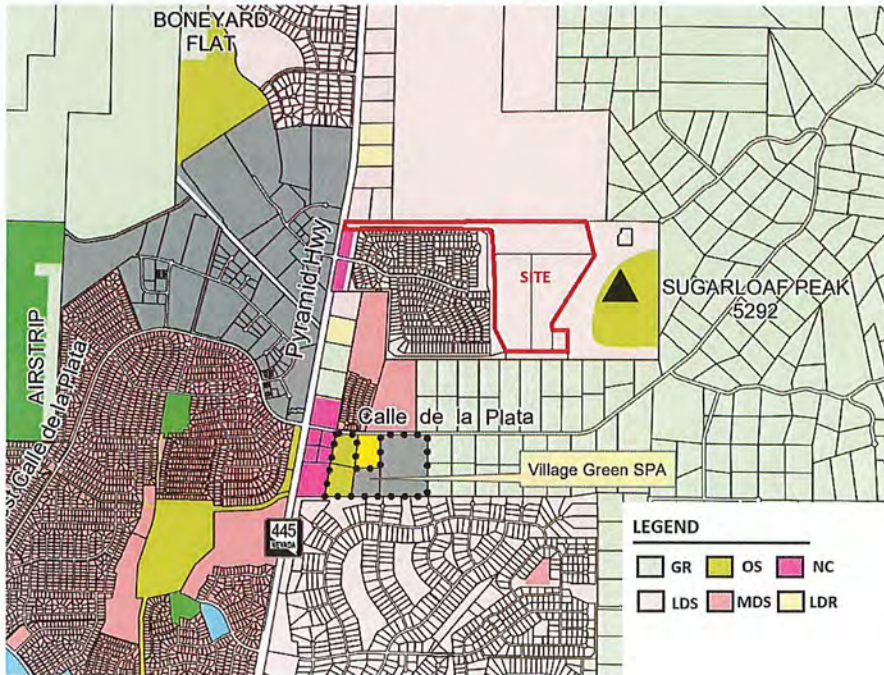 BONEYARD
FLAT
Pyramid Hwy
SITE
SUGARLOAF PEAK
5292
AIRSTRIP
st Calle de la Plata
Calle de la Plata
Village Green SPA
445
NEVADA
LEGEND
GR OS NC
LDS MDS LDR